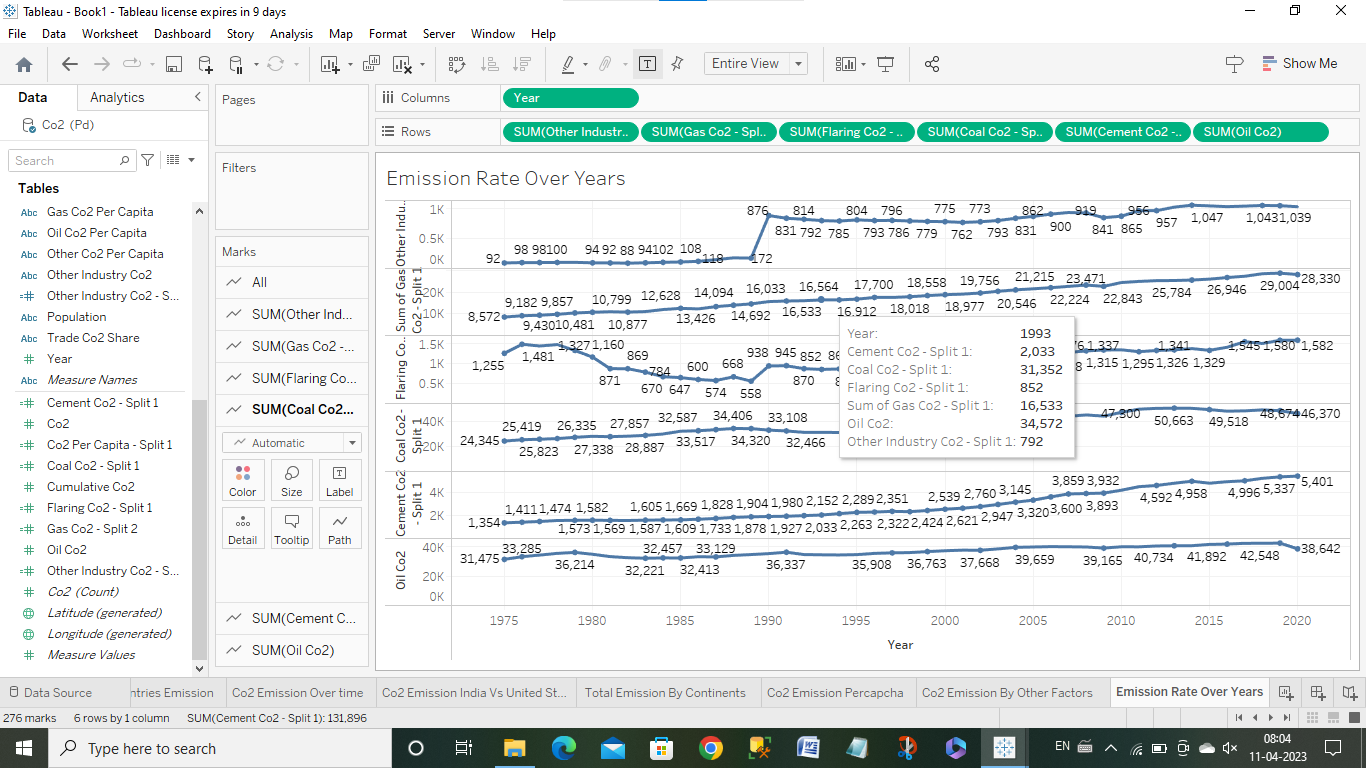 Tableau - Book1 - Tableau license expires in 9 days
File Data Worksheet Dashboard Story Analysis Map Format Server Window Help
Entire View
Show Me
Data Analytics
Co2 (Pd)
Search
Tables
Abc Gas Co2 Per Capita
Abc Oil Co2 Per Capita
Abc Other Co2 Per Capita
Abc Other Industry Co2
=# Other Industry Co2 - S...
Abc Population
Abc Trade Co2 Share
# Year
Abc Measure Names
=# Cement Co2 - Split 1
# Co2
=# Co2 Per Capita - Split 1
=# Coal Co2 - Split 1
# Cumulative Co2
=# Flaring Co2 - Split 1
=# Gas Co2 - Split 2
# Oil Co2
=# Other Industry Co2 - S...
# Co2 (Count)
Latitude (generated)
Longitude (generated)
# Measure Values
Pages
Filters
Marks
All
SUM(Other Ind...
SUM(Gas Co2 -...
SUM(Flaring Co...
SUM(Coal Co2...
Automatic
Color Size Label
Detail Tooltip Path
SUM(Cement C...
SUM(Oil Co2)
Columns Year
Rows SUM(Other Industr.. SUM(Gas Co2 - Spl.. SUM(Flaring Co2 - .. SUM(Coal Co2 - Sp.. SUM(Cement Co2 -.. SUM(Oil Co2)
Emission Rate Over Years
Other Indu..
1K
0.5K
0K
876 814 804 796 775 773 862 919 956
831 792 785 793 786 779 762 793 831 900 841 865 957 1,047 1,043 1,039
92 98 98 100 94 92 88 94 102 108 118 172
Sum of Gas
Co2 - Split 1
20K
10K
9,182 9,857 10,799 12,628 14,094 16,033 16,564 17,700 18,558 19,756 21,215 23,471 28,330
8,572 9,430 10,481 10,877 13,426 14,692 16,533 16,912 18,018 18,977 20,546 22,224 22,843 25,784 26,946 29,004
Flaring Co..
1.5K
1K
0.5K
1,327 1,160 869 784 600 668 938 945 852 1,337 1,341 1,545 1,580 1,582
1,255 1,481 871 670 647 574 558 870 1,315 1,295 1,326 1,329
Coal Co2 -
Split 1
40K
20K
25,419 26,335 27,857 32,587 34,406 33,108 47,300 48,674 46,370
24,345 25,823 27,338 28,887 33,517 34,320 32,466 50,663 49,518
Cement Co2
- Split 1
4K
2K
1,411 1,474 1,582 1,605 1,669 1,828 1,904 1,980 2,152 2,289 2,351 2,539 2,760 3,145 3,859 3,932 5,401
1,354 1,573 1,569 1,587 1,609 1,733 1,878 1,927 2,033 2,263 2,322 2,424 2,621 2,947 3,320 3,600 3,893 4,592 4,958 4,996 5,337
Oil Co2
40K
20K
0K
33,285 32,457 33,129 38,642
31,475 36,214 32,221 32,413 36,337 35,908 36,763 37,668 39,659 39,165 40,734 41,892 42,548
Year: 1993
Cement Co2 - Split 1: 2,033
Coal Co2 - Split 1: 31,352
Flaring Co2 - Split 1: 852
Sum of Gas Co2 - Split 1: 16,533
Oil Co2: 34,572
Other Industry Co2 - Split 1: 792
1975 1980 1985 1990 1995 2000 2005 2010 2015 2020
Year
Data Source ntries Emission Co2 Emission Over time Co2 Emission India Vs United St... Total Emission By Continents Co2 Emission Percapcha Co2 Emission By Other Factors Emission Rate Over Years
276 marks 6 rows by 1 column SUM(Cement Co2 - Split 1): 131,896
Type here to search
EN
08:04
11-04-2023